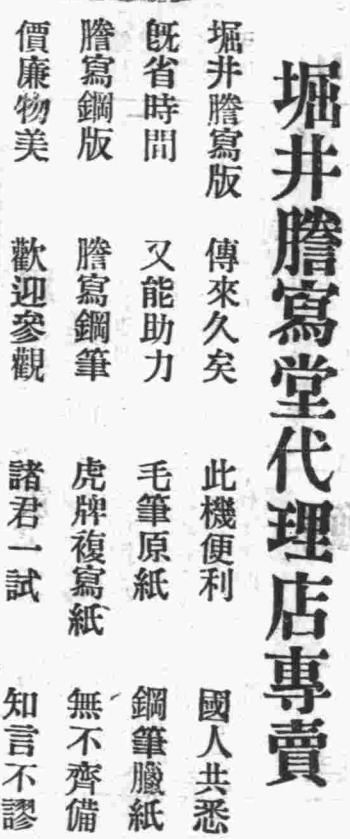 堀井謄寫堂代理店專賣
堀井謄寫版 傳來久矣 此機便利 國人共悉
旣省時間 又能助力 毛筆原紙 鋼筆臘紙
謄寫鋼版 謄寫鋼筆 虎牌複寫紙 無不齊備
價廉物美 歡迎參觀 諸君一試 知言不謬